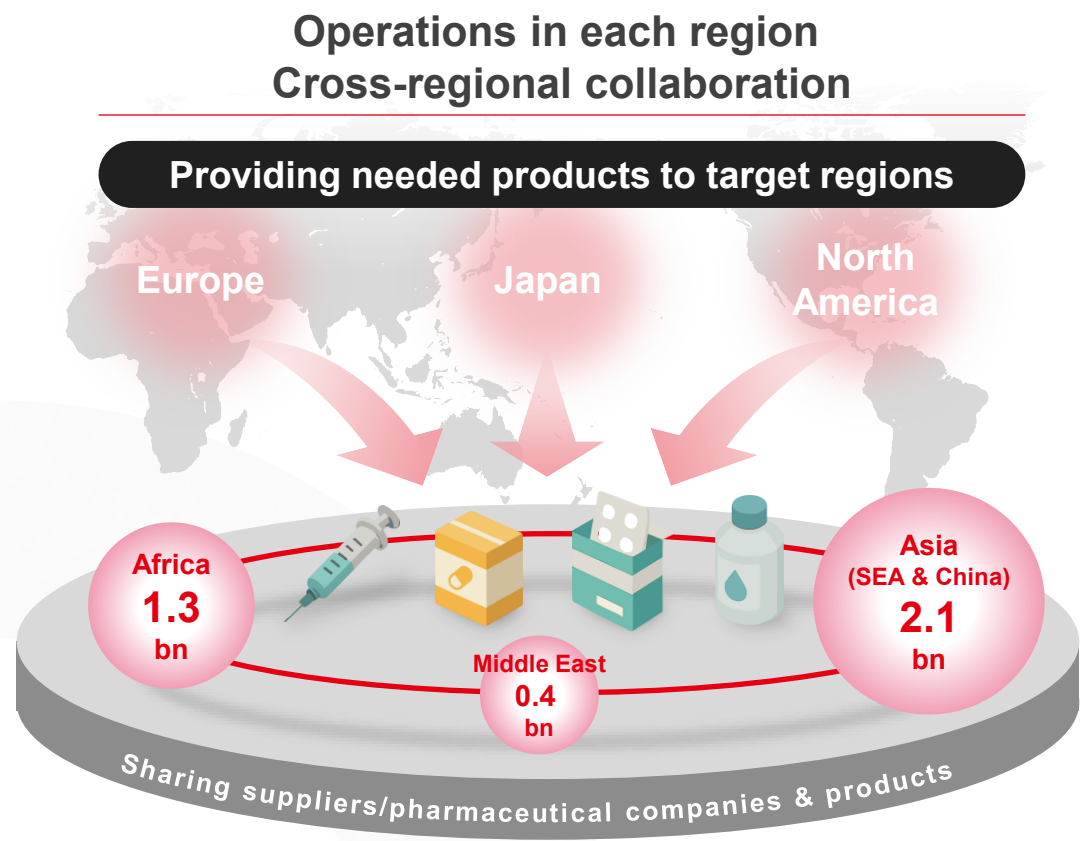 Operations in each region
Cross-regional collaboration
Providing needed products to target regions
Europe
Japan
North
America
Africa
1.3
bn
Asia
(SEA & China)
2.1
bn
Middle East
0.4
bn
Sharing suppliers/pharmaceutical companies & products